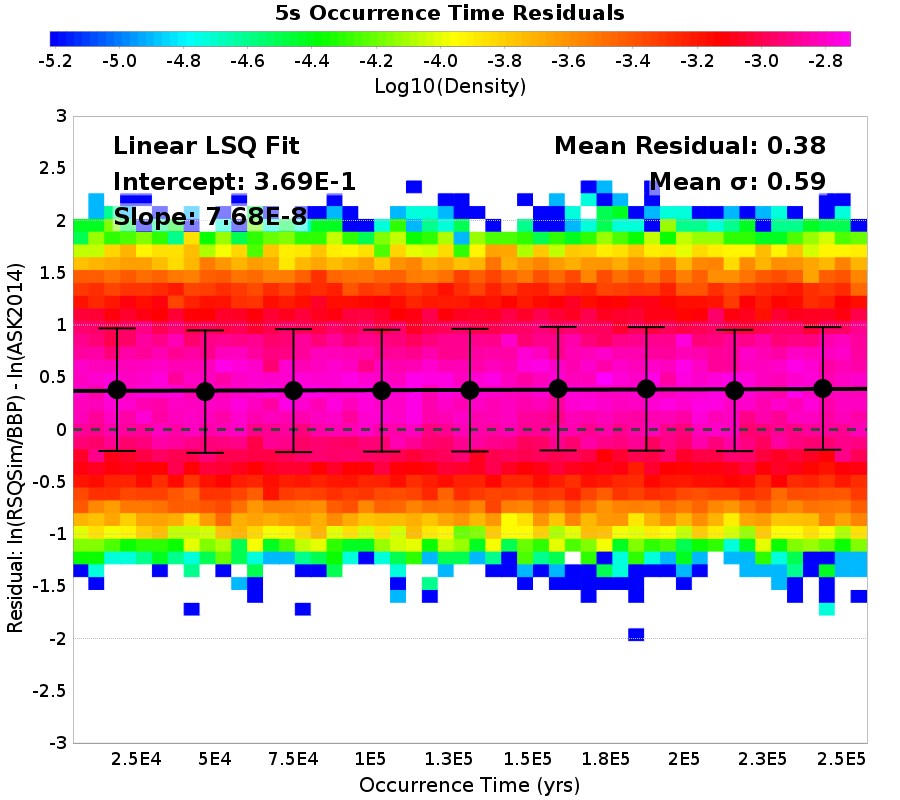 5s Occurrence Time Residuals
-5.2 -5.0 -4.8 -4.6 -4.4 -4.2 -4.0 -3.8 -3.6 -3.4 -3.2 -3.0 -2.8
Log10(Density)
Linear LSQ Fit
Intercept: 3.69E-1
Slope: 7.68E-8
Mean Residual: 0.38
Mean σ: 0.59
Residual: ln(RSQSim/BBP) - ln(ASK2014)
3
2.5
2
1.5
1
0.5
0
-0.5
-1
-1.5
-2
-2.5
-3
2.5E4 5E4 7.5E4 1E5 1.3E5 1.5E5 1.8E5 2E5 2.3E5 2.5E5
Occurrence Time (yrs)